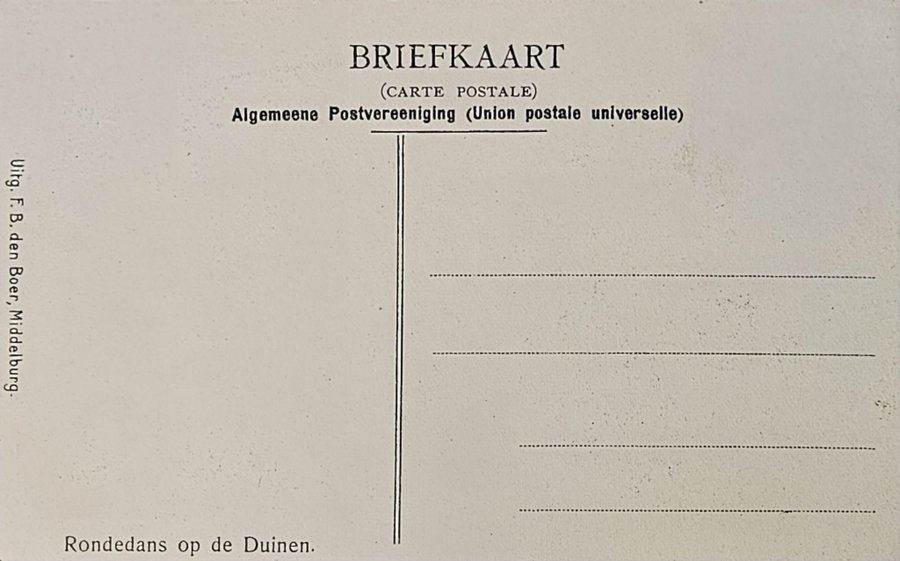 BRIEFKAART
(CARTE POSTALE)
Algemeene Postvereeniging (Union postale universelle)
Uitg. F. B. den Boer, Middelburg.
Rondedans op de Duinen.